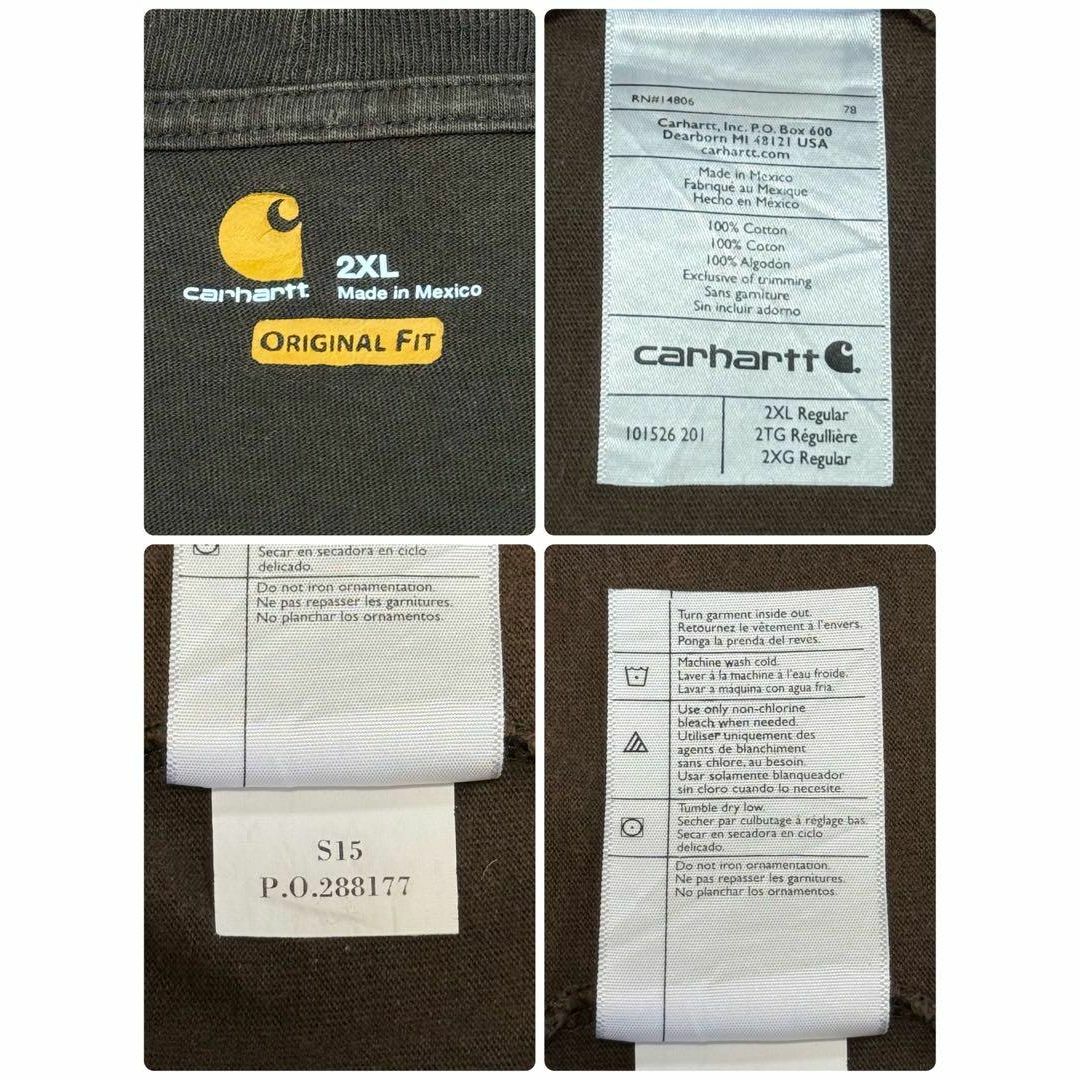 carhartt
2XL
Made in Mexico
ORIGINAL FIT
RN#14806
78
Carhartt, Inc. P.O. Box 600
Dearborn MI 48121 USA
carhartt.com
Made in Mexico
Fabriqué au Mexique
Hecho en México
100% Cotton
100% Coton
100% Algodón
Exclusive of trimming
Sans garniture
Sin incluir adorno
carhartt
101526 201
2XL Regular
2TG Régullière
2XG Regular
Secar en secadora en ciclo
delicado.
Do not iron ornamentation.
Ne pas repasser les garnitures.
No planchar los ornamentos.
S15
P.O.288177
Turn garment inside out.
Retournez le vêtement à l'envers.
Ponga la prenda del reves.
Machine wash cold.
Laver à la machine à l'eau froide.
Lavar a maquina con agua fria.
Use only non-chlorine
bleach when needed.
Utiliser uniquement des
agents de blanchiment
sans chlore, au besoin.
Usar solamente blanqueador
sin cloro cuando lo necesite.
Tumble dry low.
Sécher par culbutage à réglage bas.
Secar en secadora en ciclo
delicado.
Do not iron ornamentation.
Ne pas repasser les garnitures.
No planchar los ornamentos.